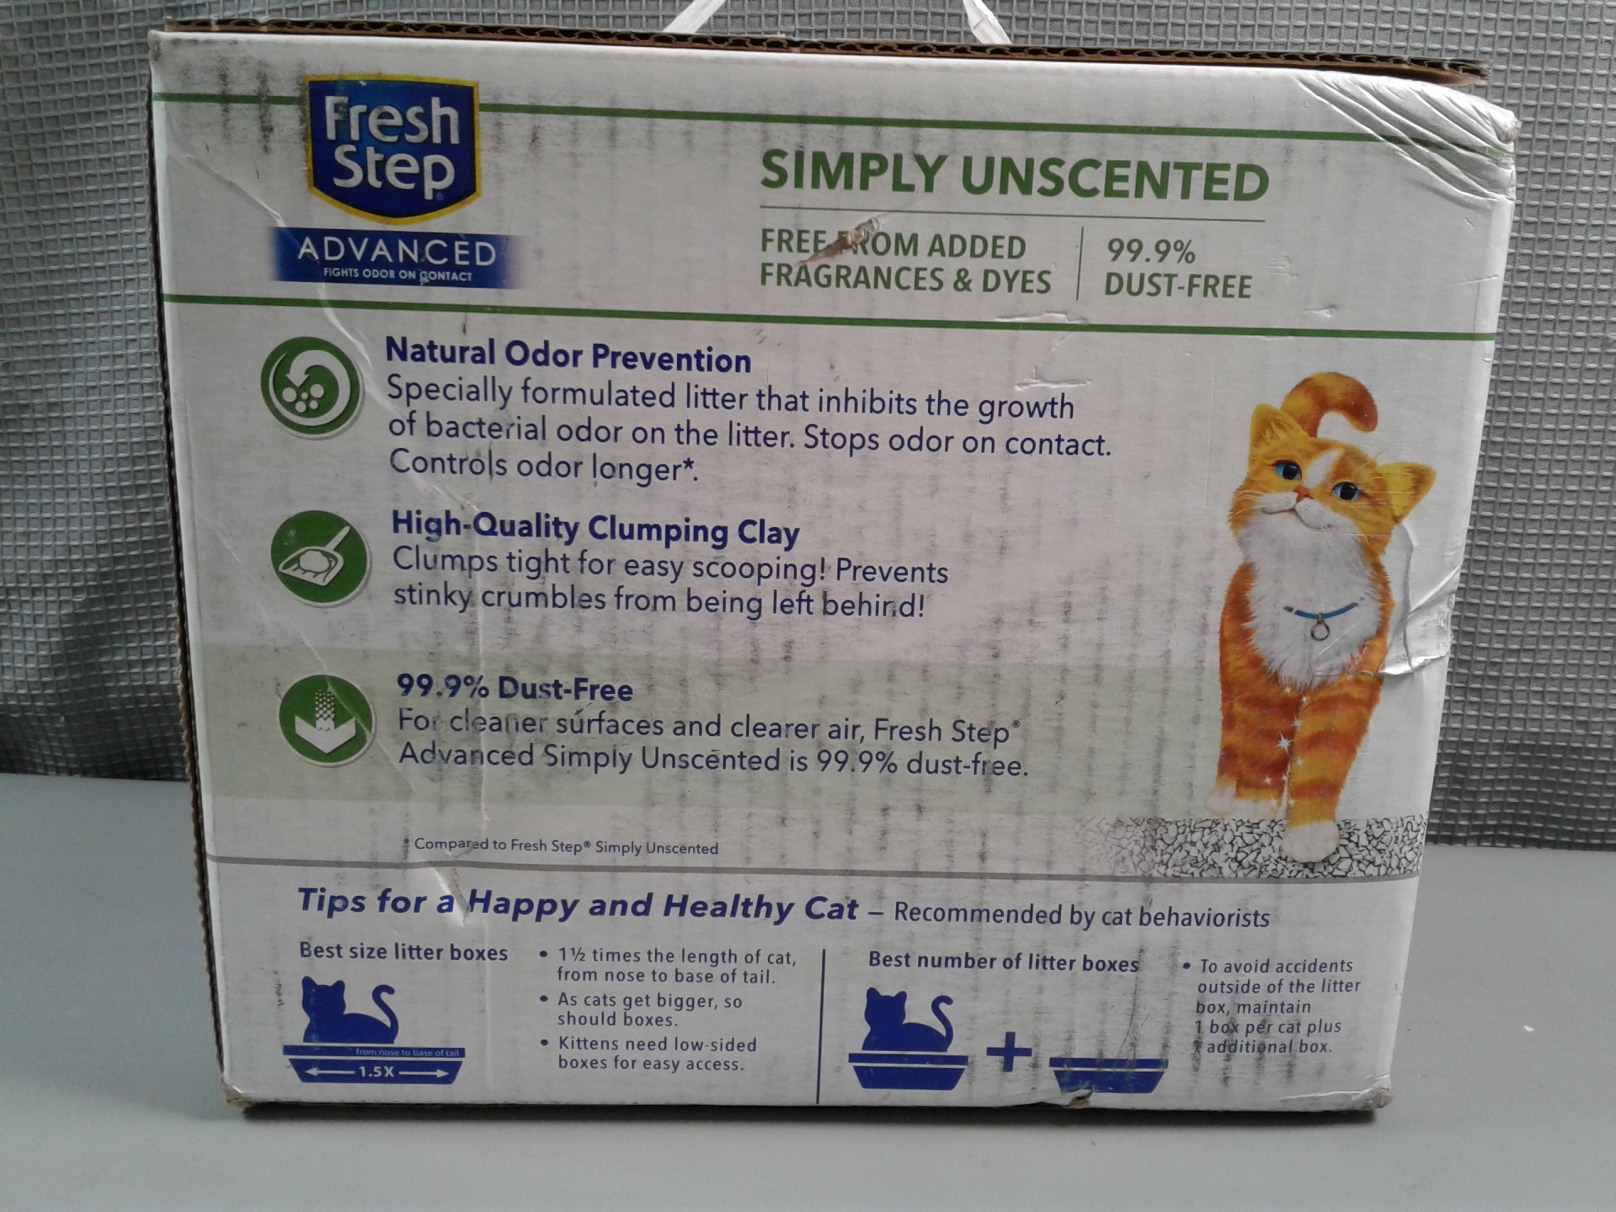 Fresh
Step®
ADVANCED
FIGHTS ODOR ON CONTACT
SIMPLY UNSCENTED
FREE FROM ADDED
FRAGRANCES & DYES
99.9%
DUST-FREE
Natural Odor Prevention
Specially formulated litter that inhibits the growth
of bacterial odor on the litter. Stops odor on contact.
Controls odor longer*.
High-Quality Clumping Clay
Clumps tight for easy scooping! Prevents
stinky crumbles from being left behind!
99.9% Dust-Free
For cleaner surfaces and clearer air, Fresh Step®
Advanced Simply Unscented is 99.9% dust-free.
* Compared to Fresh Step® Simply Unscented
Tips for a Happy and Healthy Cat – Recommended by cat behaviorists
Best size litter boxes
from nose to base of tail
1.5X
• 1½ times the length of cat,
from nose to base of tail.
• As cats get bigger, so
should boxes.
• Kittens need low-sided
boxes for easy access.
Best number of litter boxes
+
• To avoid accidents
outside of the litter
box, maintain
1 box per cat plus
additional box.